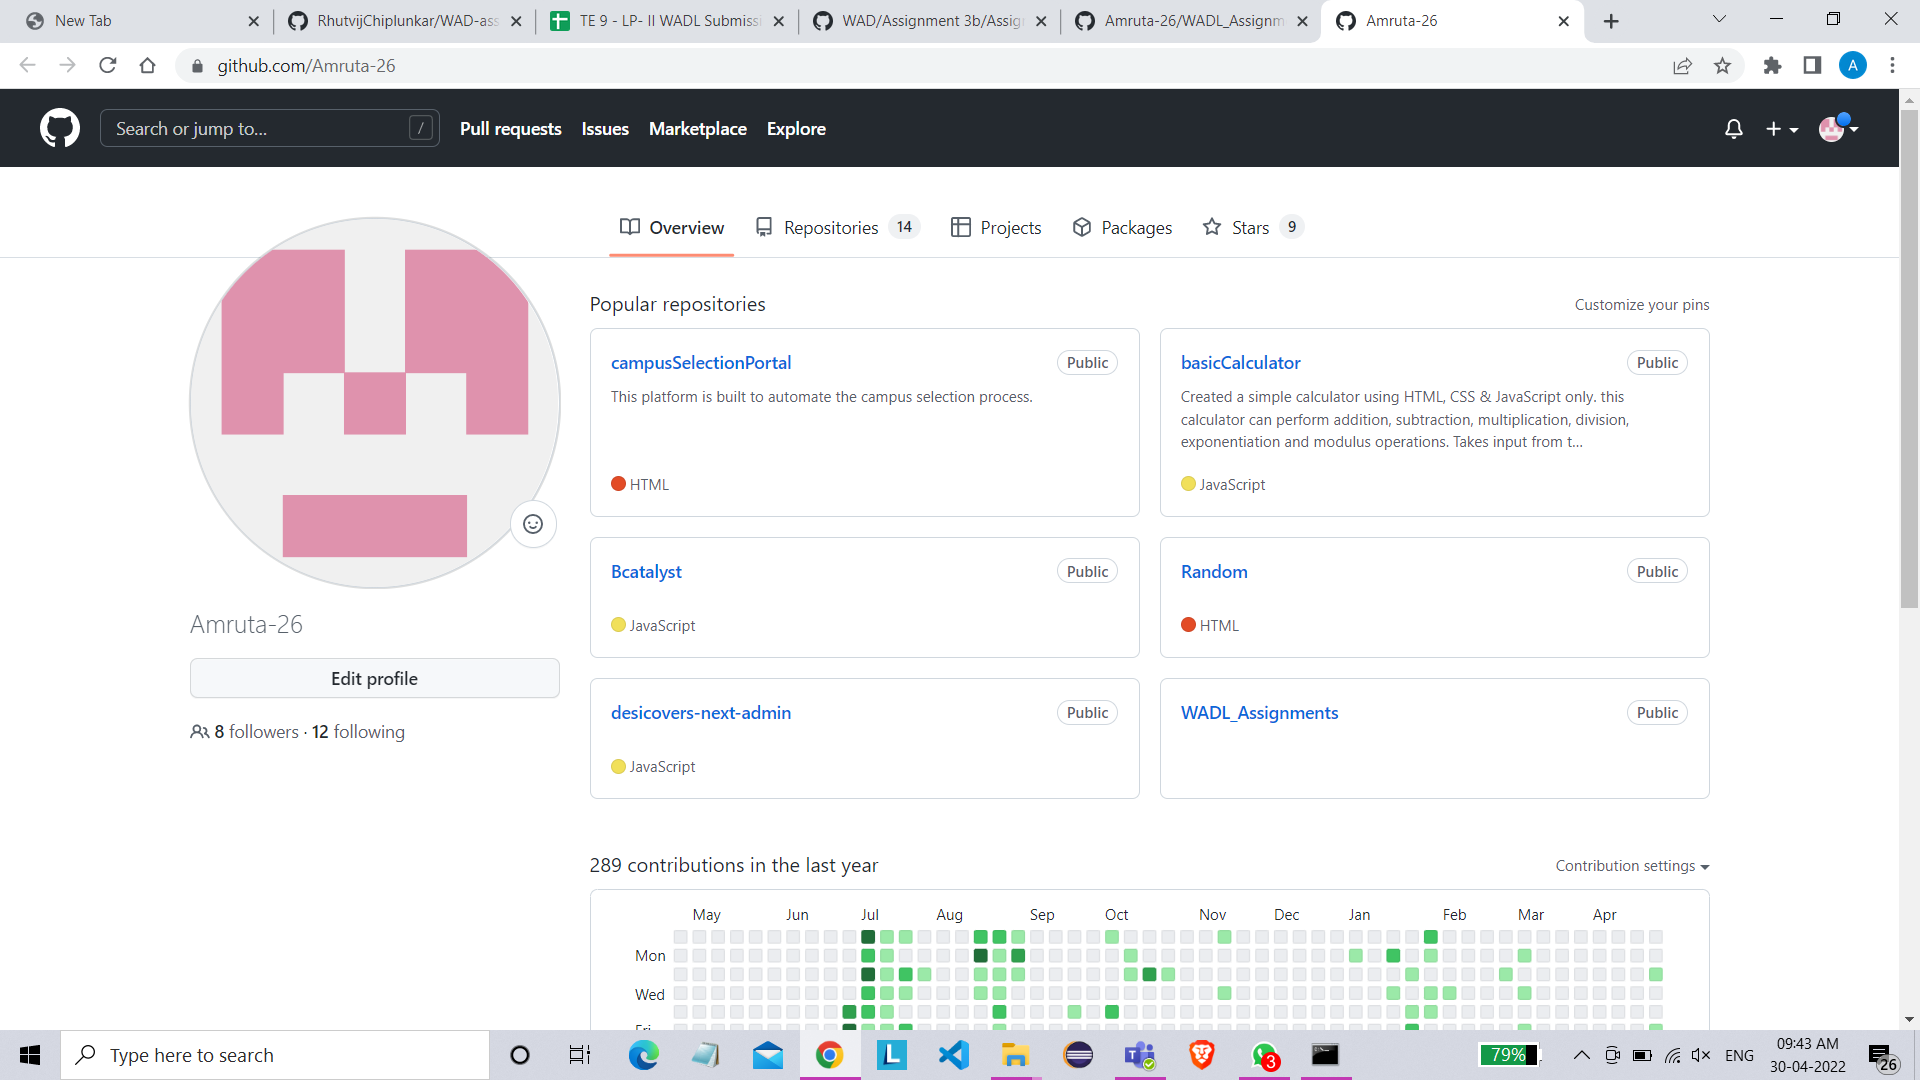 New Tab
RhutvijChiplunkar/WAD-ass
TE 9 - LP- II WADL Submissi
WAD/Assignment 3b/Assig
Amruta-26/WADL_Assignm
Amruta-26
github.com/Amruta-26
A
Search or jump to...
/
Pull requests
Issues
Marketplace
Explore
Overview
Repositories 14
Projects
Packages
Stars 9
Popular repositories
Customize your pins
campusSelectionPortal
Public
This platform is built to automate the campus selection process.
HTML
basicCalculator
Public
Created a simple calculator using HTML, CSS & JavaScript only. this
calculator can perform addition, subtraction, multiplication, division,
exponentiation and modulus operations. Takes input from t...
JavaScript
Bcatalyst
Public
JavaScript
Random
Public
HTML
desicovers-next-admin
Public
JavaScript
WADL_Assignments
Public
Amruta-26
Edit profile
8 followers · 12 following
289 contributions in the last year
Contribution settings
May Jun Jul Aug Sep Oct Nov Dec Jan Feb Mar Apr
Mon
Wed
Fri
Type here to search
L
3
79%
ENG
09:43 AM
30-04-2022
26